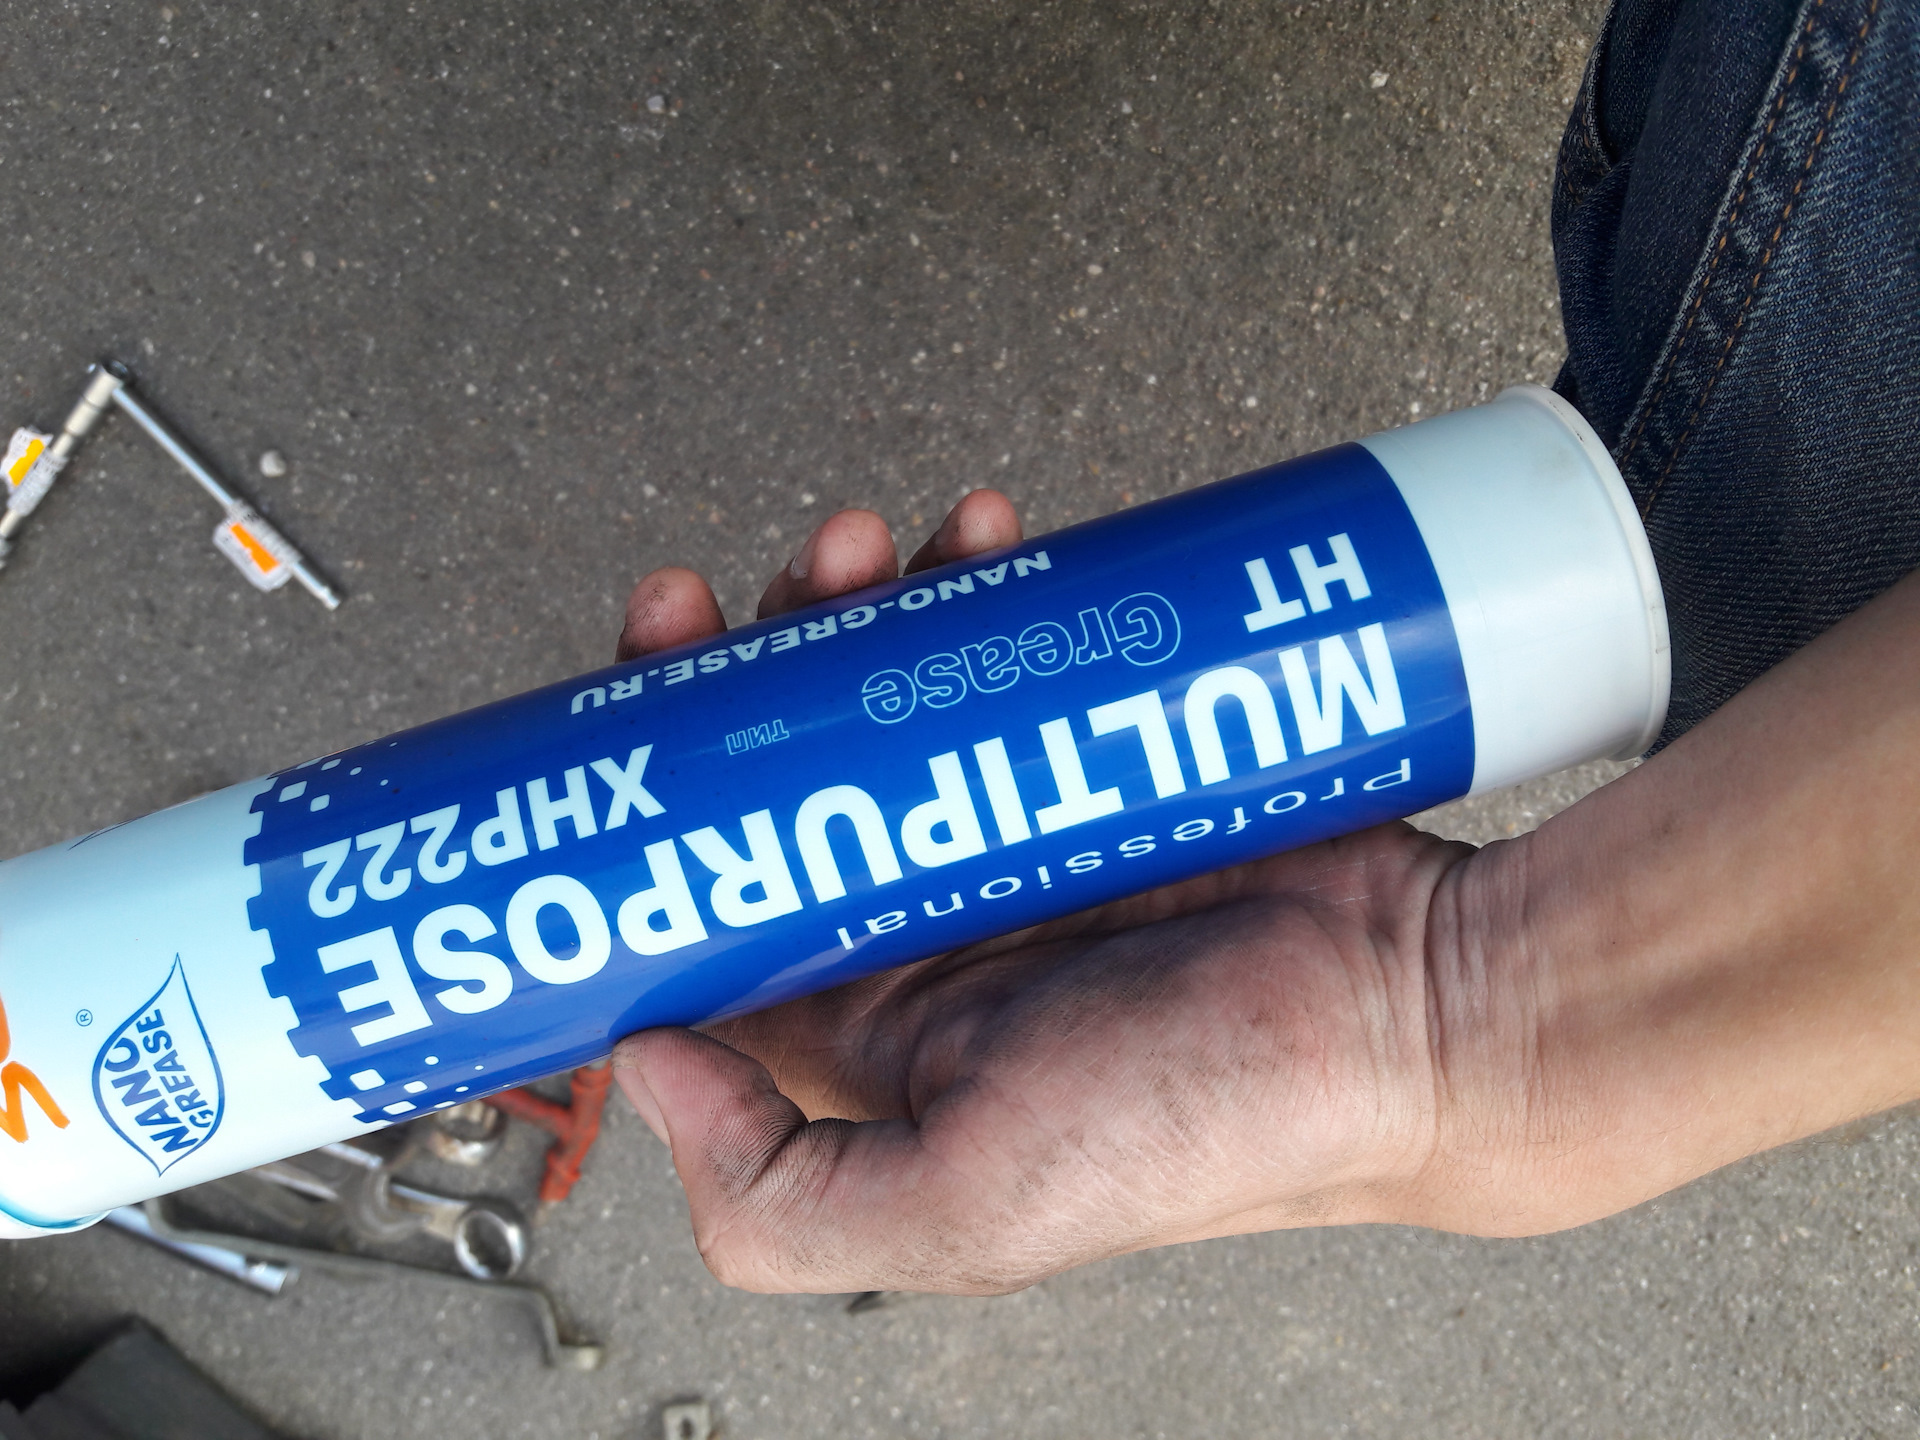 Professional
MULTIPURPOSE
HT
Grease
тип
XHP222
NANO-GREASE.RU
NANO
GREASE
®